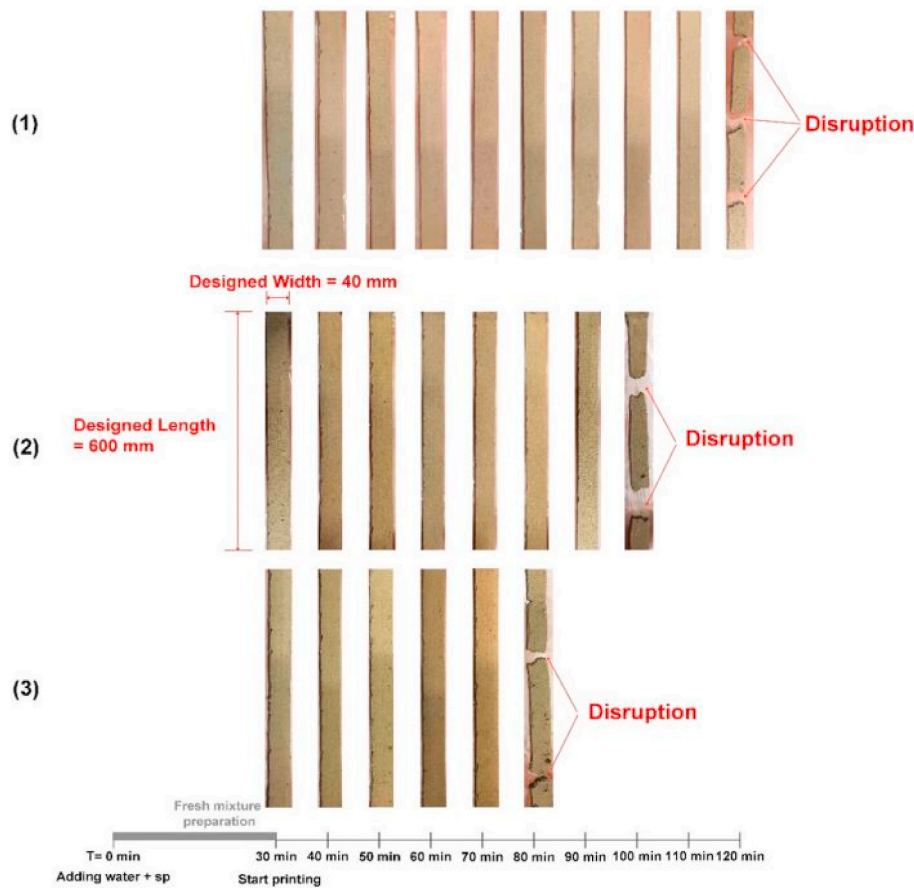 (1)
Disruption
Designed Width = 40 mm
Designed Length
= 600 mm
(2)
Disruption
(3)
Disruption
Fresh mixture
preparation
T= 0 min
30 min
40 min
50 min
60 min
70 min
80 min
90 min
100 min
110 min
120 min
Adding water + sp
Start printing